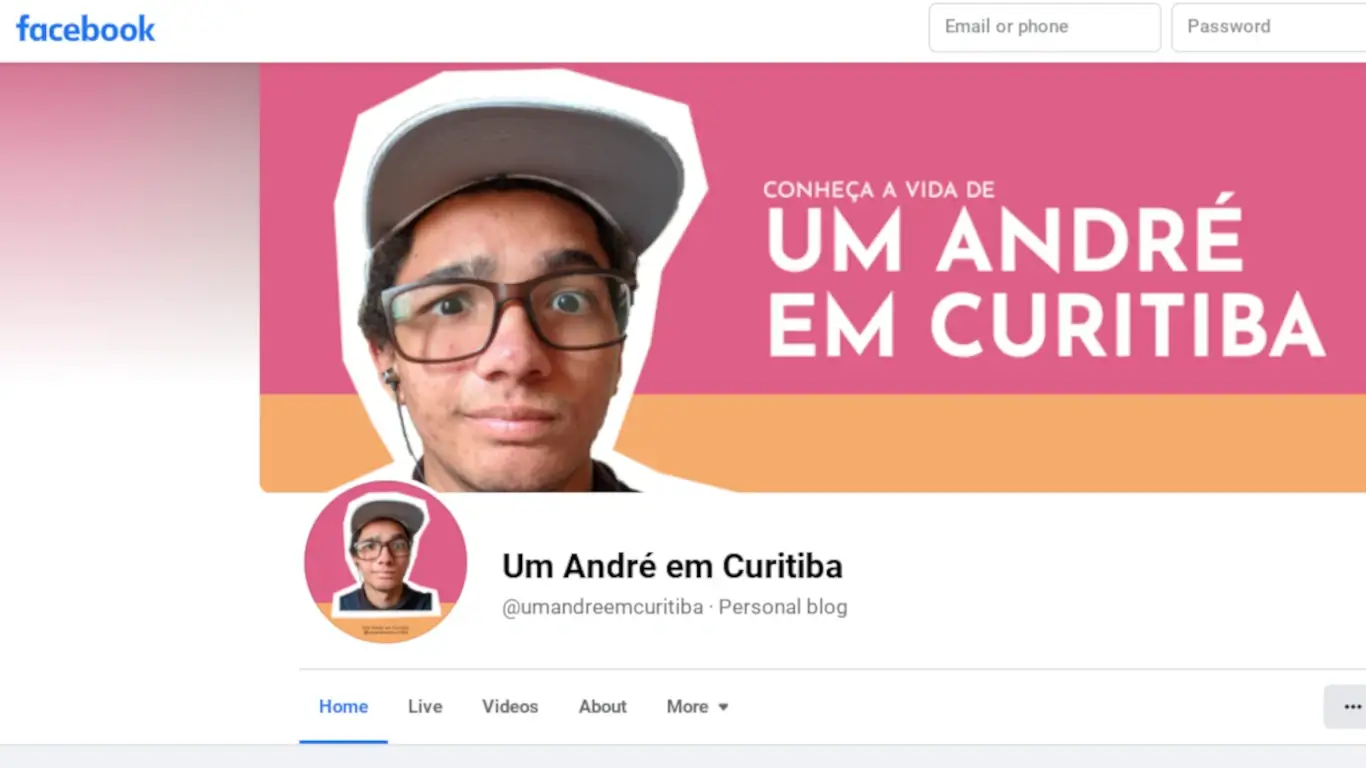 facebook
Email or phone
Password
CONHEÇA A VIDA DE
UM ANDRÉ
EM CURITIBA
Um André em Curitiba
@umandreemcuritiba · Personal blog
Home
Live
Videos
About
More